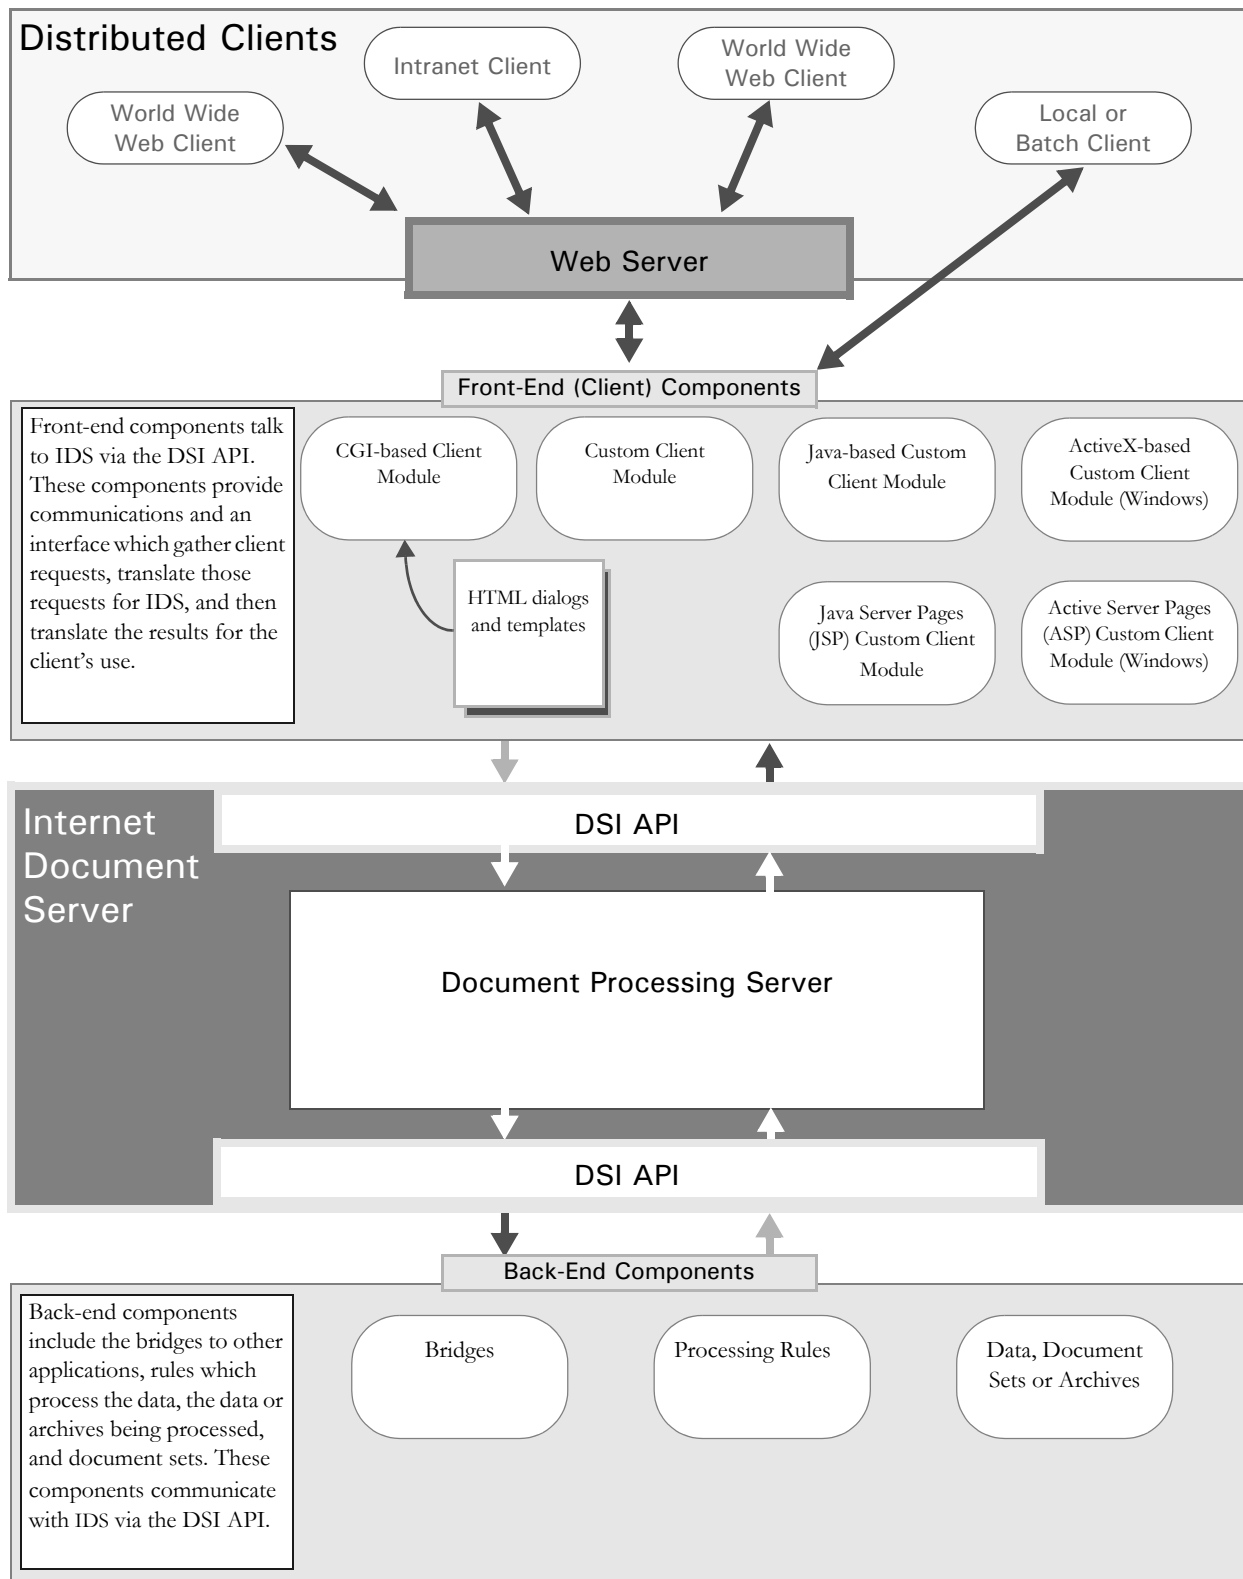 Distributed Clients
World Wide
Web Client
Intranet Client
World Wide
Web Client
Local or
Batch Client
Web Server
Front-End (Client) Components
Front-end components talk
to IDS via the DSI API.
These components provide
communications and an
interface which gather client
requests, translate those
requests for IDS, and then
translate the results for the
client's use.
CGI-based Client
Module
Custom Client
Module
Java-based Custom
Client Module
ActiveX-based
Custom Client
Module (Windows)
HTML dialogs
and templates
Java Server Pages
(JSP) Custom Client
Module
Active Server Pages
(ASP) Custom Client
Module (Windows)
Internet
Document
Server
DSI API
Document Processing Server
DSI API
Back-End Components
Back-end components
include the bridges to other
applications, rules which
process the data, the data or
archives being processed,
and document sets. These
components communicate
with IDS via the DSI API.
Bridges
Processing Rules
Data, Document
Sets or Archives